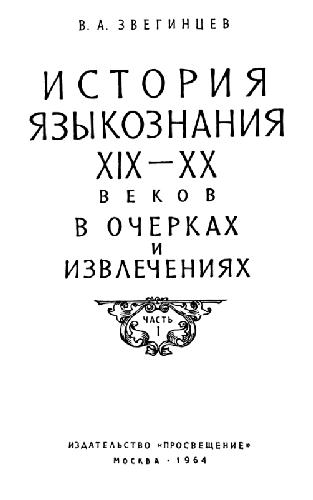 В. А. ЗВЕГИНЦЕВ
ИСТОРИЯ
ЯЗЫКОЗНАНИЯ
XIX—XX
ВЕКОВ
В ОЧЕРКАХ
И
ИЗВЛЕЧЕНИЯХ
ЧАСТЬ
I
ИЗДАТЕЛЬСТВО «ПРОСВЕЩЕНИЕ»
МОСКВА · 1964